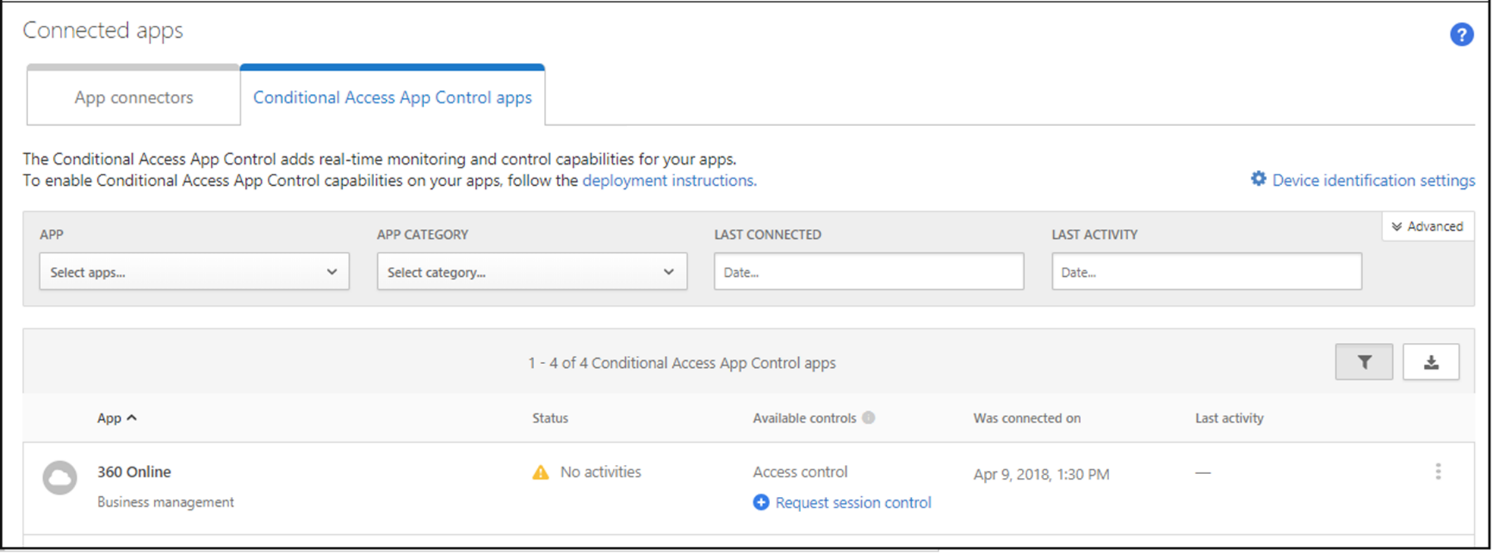 Connected apps
?
App connectors
Conditional Access App Control apps
The Conditional Access App Control adds real-time monitoring and control capabilities for your apps.
To enable Conditional Access App Control capabilities on your apps, follow the deployment instructions.
Device identification settings
Advanced
APP
APP CATEGORY
LAST CONNECTED
LAST ACTIVITY
Select apps...
Select category...
Date...
Date...
1 - 4 of 4 Conditional Access App Control apps
App
Status
Available controls
Was connected on
Last activity
360 Online
No activities
Access control
Apr 9, 2018, 1:30 PM
—
Business management
Request session control